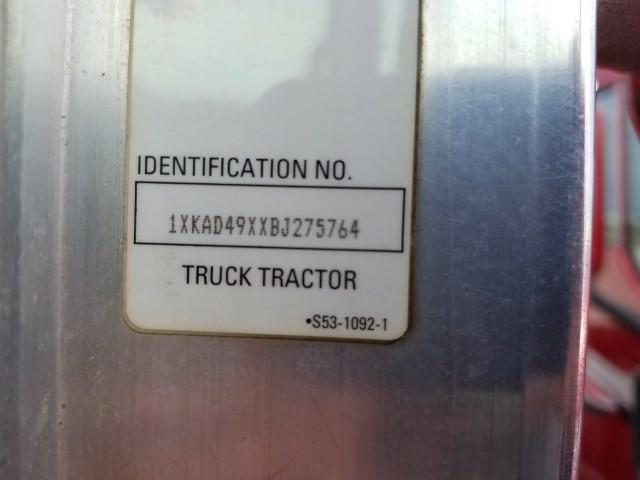 IDENTIFICATION NO.
1XKAD49XXBJ275764
TRUCK TRACTOR
•S53-1092-1